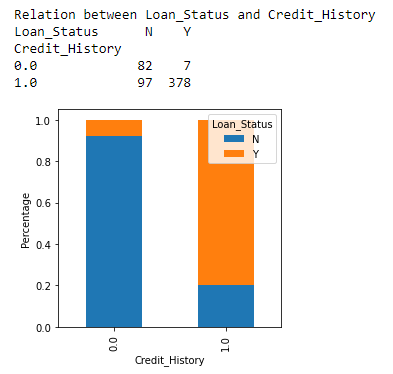 Relation between Loan_Status and Credit_History
Loan_Status N Y
Credit_History
0.0 82 7
1.0 97 378
Loan_Status
N
Y
1.0
0.8
0.6
0.4
0.2
0.0
Percentage
0.0
1.0
Credit_History